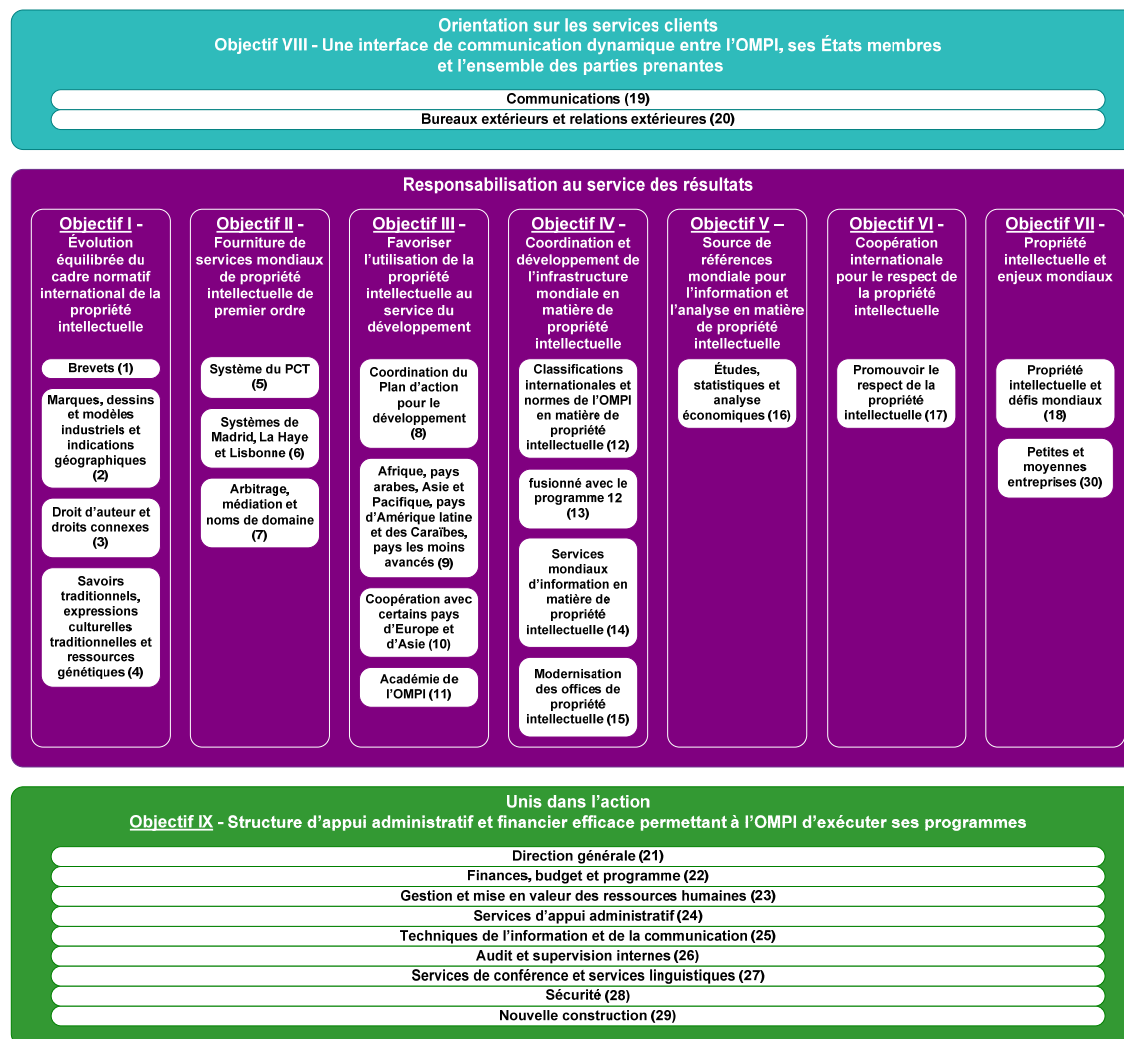 Orientation sur les services clients
Objectif VIII - Une interface de communication dynamique entre l’OMPI, ses États membres
et l’ensemble des parties prenantes
Communications (19)
Bureaux extérieurs et relations extérieures (20)
Responsabilisation au service des résultats
Objectif I -
Évolution
équilibrée du
cadre normatif
international de la
propriété
intellectuelle
Brevets (1)
Marques, dessins
et modèles
industriels et
indications
géographiques
(2)
Droit d’auteur et
droits connexes
(3)
Savoirs
traditionnels,
expressions
culturelles
traditionnelles et
ressources
génétiques (4)
Objectif II -
Fourniture de
services mondiaux
de propriété
intellectuelle de
premier ordre
Système du PCT
(5)
Systèmes de
Madrid, La Haye
et Lisbonne (6)
Arbitrage,
médiation et
noms de domaine
(7)
Objectif III -
Favoriser
l’utilisation de la
propriété
intellectuelle au
service du
développement
Coordination du
Plan d’action
pour le
développement
(8)
Afrique, pays
arabes, Asie et
Pacifique, pays
d’Amérique latine
et des Caraïbes,
pays les moins
avancés (9)
Coopération avec
certains pays
d’Europe et
d’Asie (10)
Académie de
l’OMPI (11)
Objectif IV -
Coordination et
développement de
l’infrastructure
mondiale en
matière de
propriété
intellectuelle
Classifications
internationales et
normes de l’OMPI
en matière de
propriété
intellectuelle (12)
fusionné avec le
programme 12
(13)
Services
mondiaux
d’information en
matière de
propriété
intellectuelle (14)
Modernisation
des offices de
propriété
intellectuelle (15)
Objectif V –
Source de
références
mondiale pour
l’information et
l’analyse en matière
de propriété
intellectuelle
Études,
statistiques et
analyse
économiques (16)
Objectif VI -
Coopération
internationale
pour le respect de
la propriété
intellectuelle
Promouvoir le
respect de la
propriété
intellectuelle (17)
Objectif VII -
Propriété
intellectuelle et
enjeux mondiaux
Propriété
intellectuelle et
défis mondiaux
(18)
Petites et
moyennes
entreprises (30)
Unis dans l’action
Objectif IX - Structure d’appui administratif et financier efficace permettant à l’OMPI d’exécuter ses programmes
Direction générale (21)
Finances, budget et programme (22)
Gestion et mise en valeur des ressources humaines (23)
Services d’appui administratif (24)
Techniques de l’information et de la communication (25)
Audit et supervision internes (26)
Services de conférence et services linguistiques (27)
Sécurité (28)
Nouvelle construction (29)